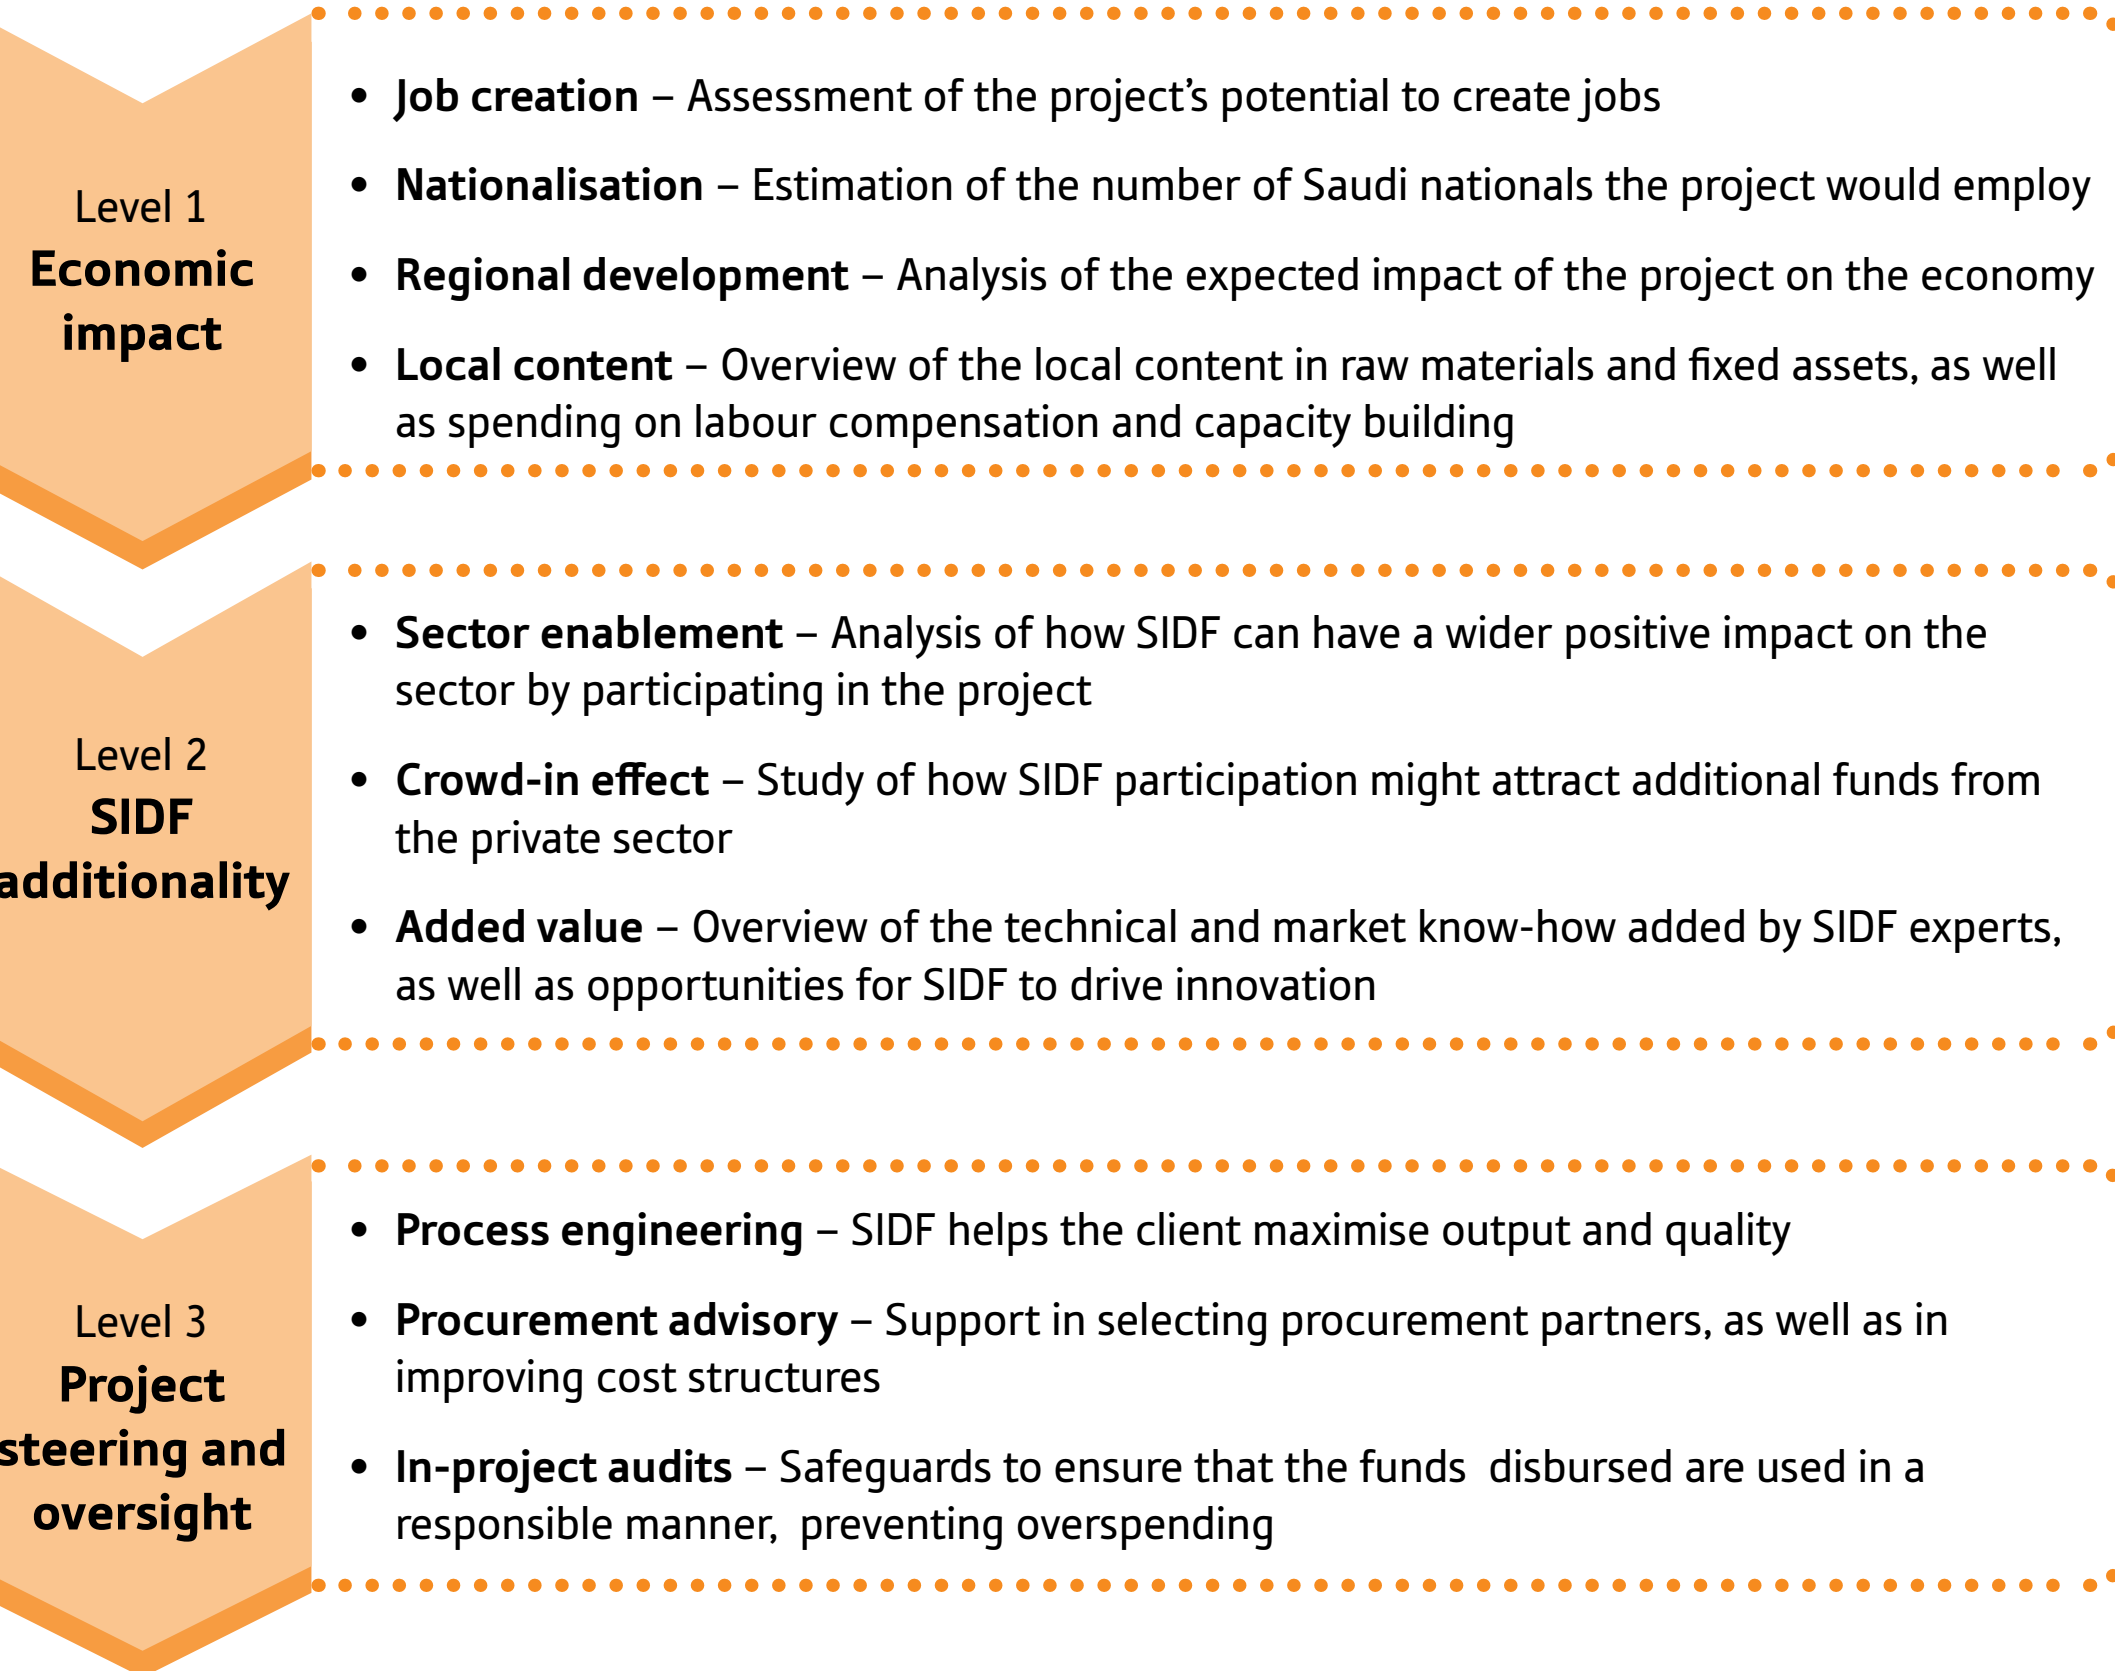 Level 1
Economic
impact
• Job creation – Assessment of the project’s potential to create jobs
• Nationalisation – Estimation of the number of Saudi nationals the project would employ
• Regional development – Analysis of the expected impact of the project on the economy
• Local content – Overview of the local content in raw materials and fixed assets, as well
as spending on labour compensation and capacity building
Level 2
SIDF
additionality
• Sector enablement – Analysis of how SIDF can have a wider positive impact on the
sector by participating in the project
• Crowd-in effect – Study of how SIDF participation might attract additional funds from
the private sector
• Added value – Overview of the technical and market know-how added by SIDF experts,
as well as opportunities for SIDF to drive innovation
Level 3
Project
steering and
oversight
• Process engineering – SIDF helps the client maximise output and quality
• Procurement advisory – Support in selecting procurement partners, as well as in
improving cost structures
• In-project audits – Safeguards to ensure that the funds disbursed are used in a
responsible manner, preventing overspending